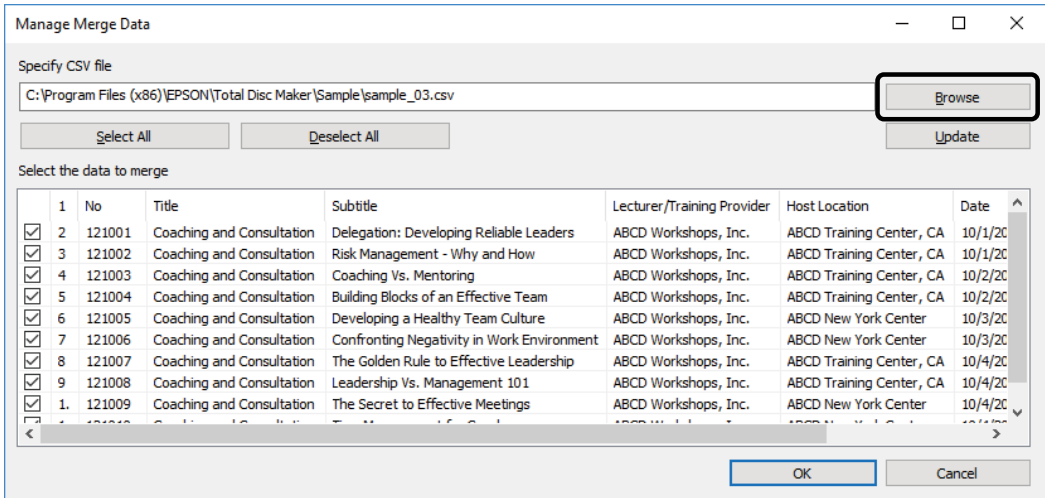 Manage Merge Data
Specify CSV file
C:\Program Files (x86)\EPSON\Total Disc Maker\Sample\sample_03.csv Browse
Select All Deselect All Update
Select the data to merge
1 No Title Subtitle Lecturer/Training Provider Host Location Date
2 121001 Coaching and Consultation Delegation: Developing Reliable Leaders ABCD Workshops, Inc. ABCD Training Center, CA 10/1/20
3 121002 Coaching and Consultation Risk Management - Why and How ABCD Workshops, Inc. ABCD Training Center, CA 10/1/20
4 121003 Coaching and Consultation Coaching Vs. Mentoring ABCD Workshops, Inc. ABCD Training Center, CA 10/2/20
5 121004 Coaching and Consultation Building Blocks of an Effective Team ABCD Workshops, Inc. ABCD Training Center, CA 10/2/20
6 121005 Coaching and Consultation Developing a Healthy Team Culture ABCD Workshops, Inc. ABCD New York Center 10/3/20
7 121006 Coaching and Consultation Confronting Negativity in Work Environment ABCD Workshops, Inc. ABCD New York Center 10/3/20
8 121007 Coaching and Consultation The Golden Rule to Effective Leadership ABCD Workshops, Inc. ABCD Training Center, CA 10/4/20
9 121008 Coaching and Consultation Leadership Vs. Management 101 ABCD Workshops, Inc. ABCD Training Center, CA 10/4/20
1. 121009 Coaching and Consultation The Secret to Effective Meetings ABCD Workshops, Inc. ABCD New York Center 10/4/20
OK Cancel